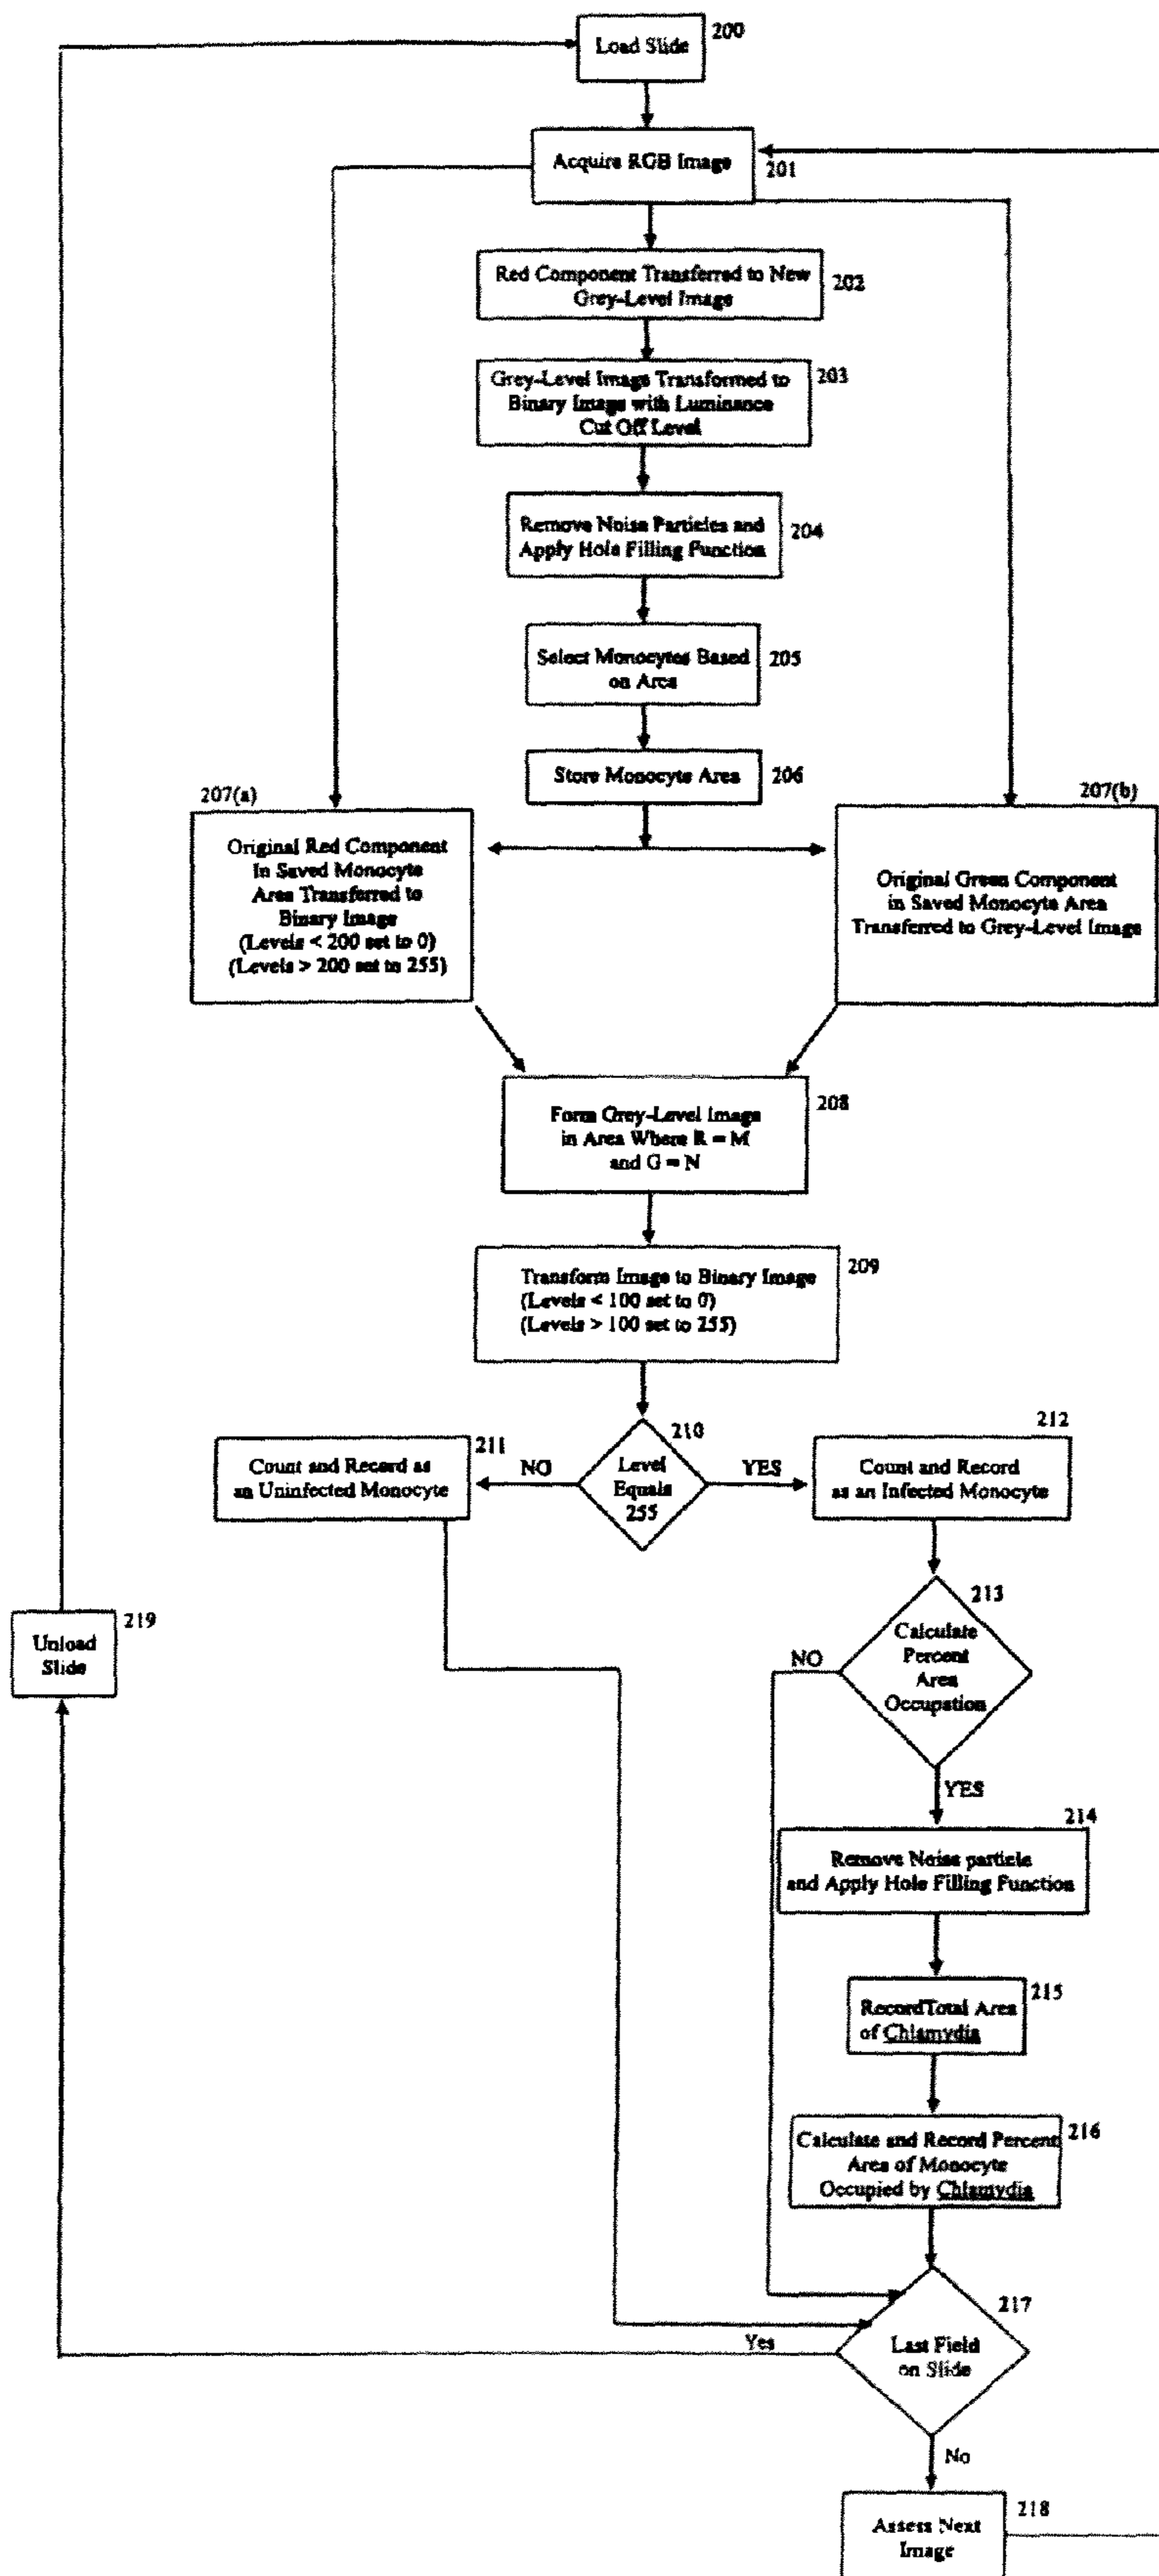 200
Load Slide
Acquire RGB Image
201
Red Component Transferred to New
Grey-Level Image
202
Grey-Level Image Transformed to
Binary Image with Luminance
Cut Off Level
203
Remove Noise Particles and
Apply Hole Filling Function
204
Select Monocytes Based
on Area
205
Store Monocyte Area
206
207(a)
Original Red Component
In Saved Monocyte
Area Transferred to
Binary Image
(Levels < 200 set to 0)
(Levels > 200 set to 255)
207(b)
Original Green Component
in Saved Monocyte Area
Transferred to Grey-Level Image
Form Grey-Level Image
in Area Where R = M
and G = N
208
Transform Image to Binary Image
(Levels < 100 set to 0)
(Levels > 100 set to 255)
209
210
Level
Equals
255
NO
YES
211
Count and Record as
an Uninfected Monocyte
212
Count and Record
as an Infected Monocyte
213
Calculate
Percent
Area
Occupation
NO
YES
219
Unload
Slide
214
Remove Noise particle
and Apply Hole Filling Function
215
RecordTotal Area
of Chlamydia
216
Calculate and Record Percent
Area of Monocyte
Occupied by Chlamydia
217
Last Field
on Slide
Yes
No
218
Assess Next
Image